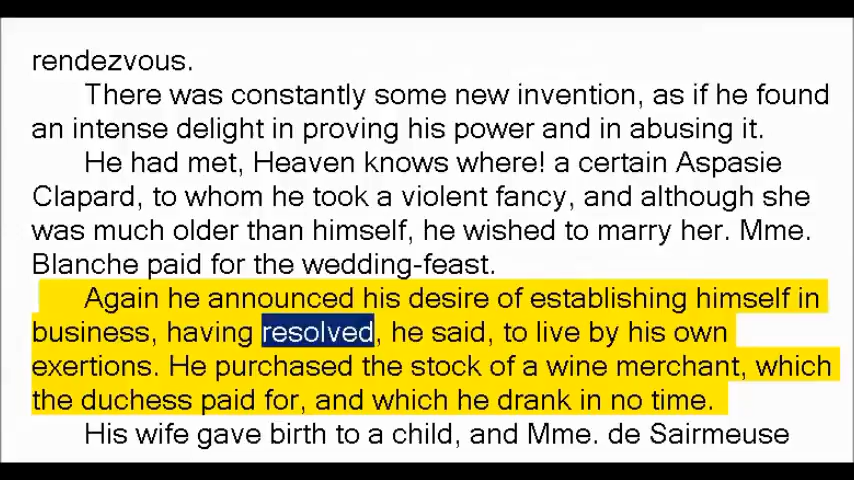 rendezvous.
There was constantly some new invention, as if he found
an intense delight in proving his power and in abusing it.
He had met, Heaven knows where! a certain Aspasie
Clapard, to whom he took a violent fancy, and although she
was much older than himself, he wished to marry her. Mme.
Blanche paid for the wedding-feast.
Again he announced his desire of establishing himself in
business, having resolved, he said, to live by his own
exertions. He purchased the stock of a wine merchant, which
the duchess paid for, and which he drank in no time.
His wife gave birth to a child, and Mme. de Sairmeuse